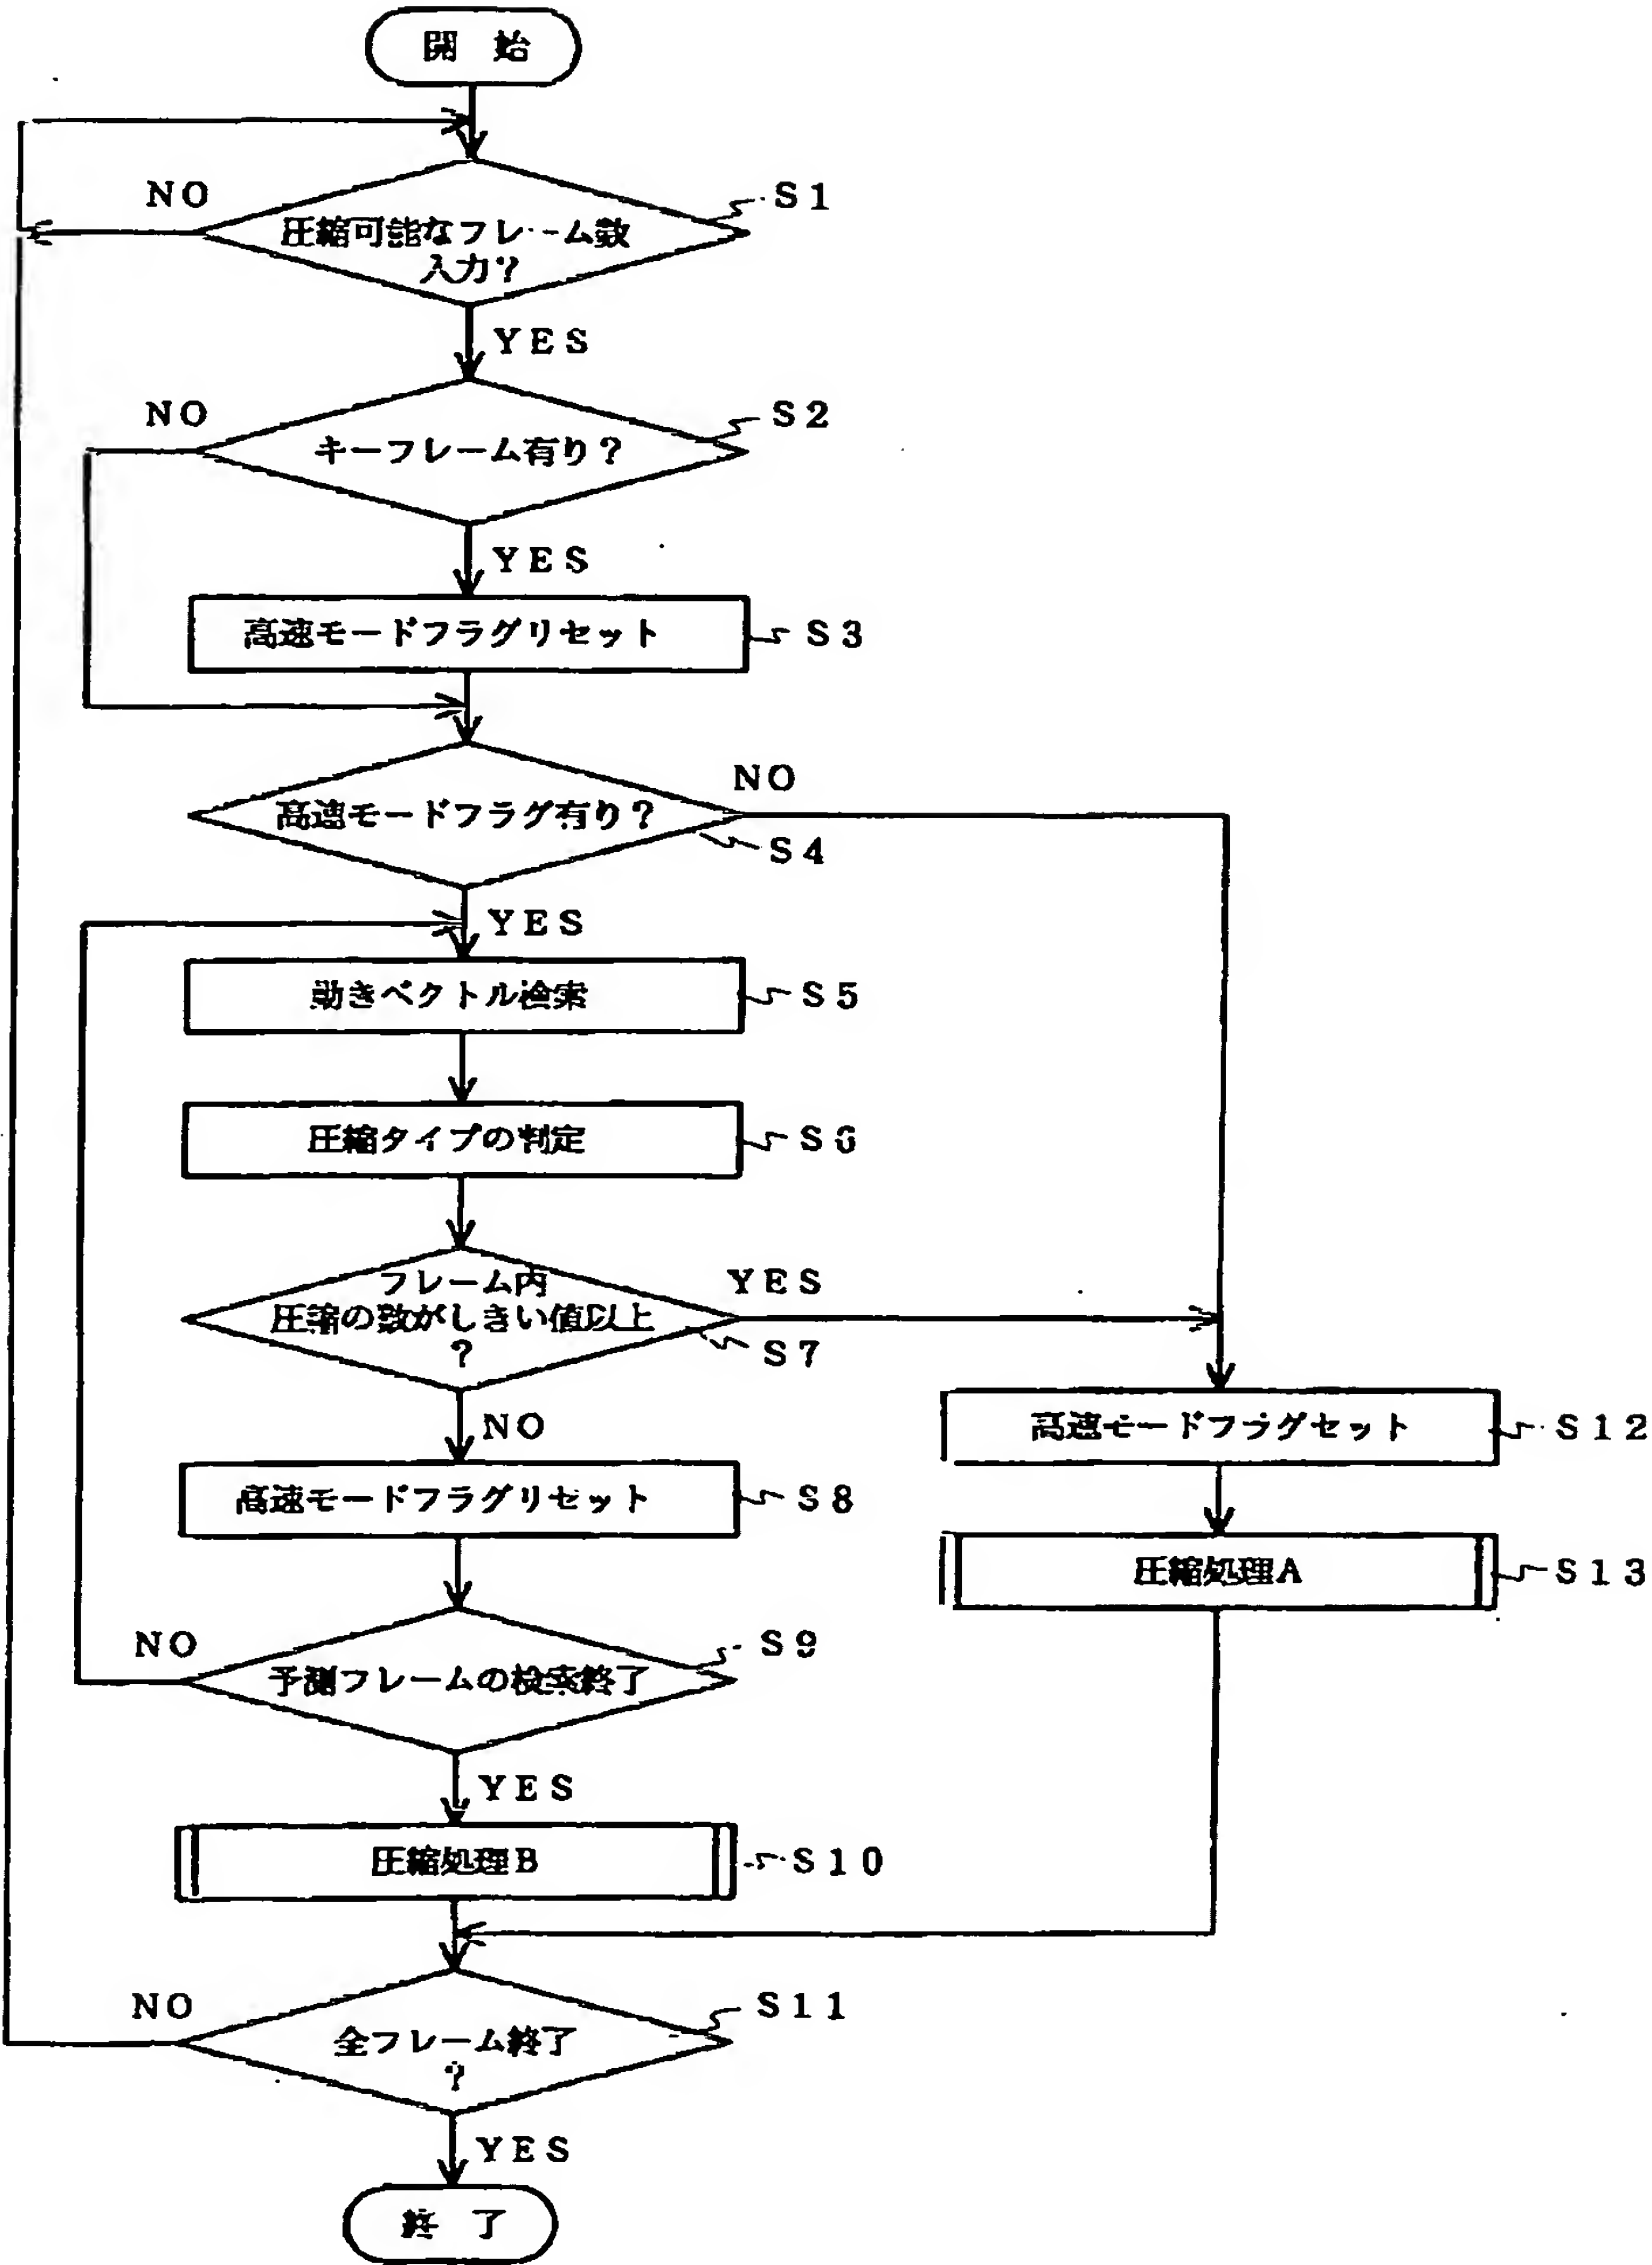 開 始
NO
S1
圧縮可能なフレーム数
入力？
YES
NO
S2
キーフレーム有り？
YES
高速モードフラグリセット
S3
NO
高速モードフラグ有り？
S4
YES
動きベクトル検索
S5
圧縮タイプの判定
S6
フレーム内
YES
圧縮の数がしきい値以上
？
S7
NO
高速モードフラグセット
S12
高速モードフラグリセット
S8
圧縮処理A
S13
NO
S9
予測フレームの検索終了
YES
圧縮処理B
S10
NO
S11
全フレーム終了
？
YES
終 了